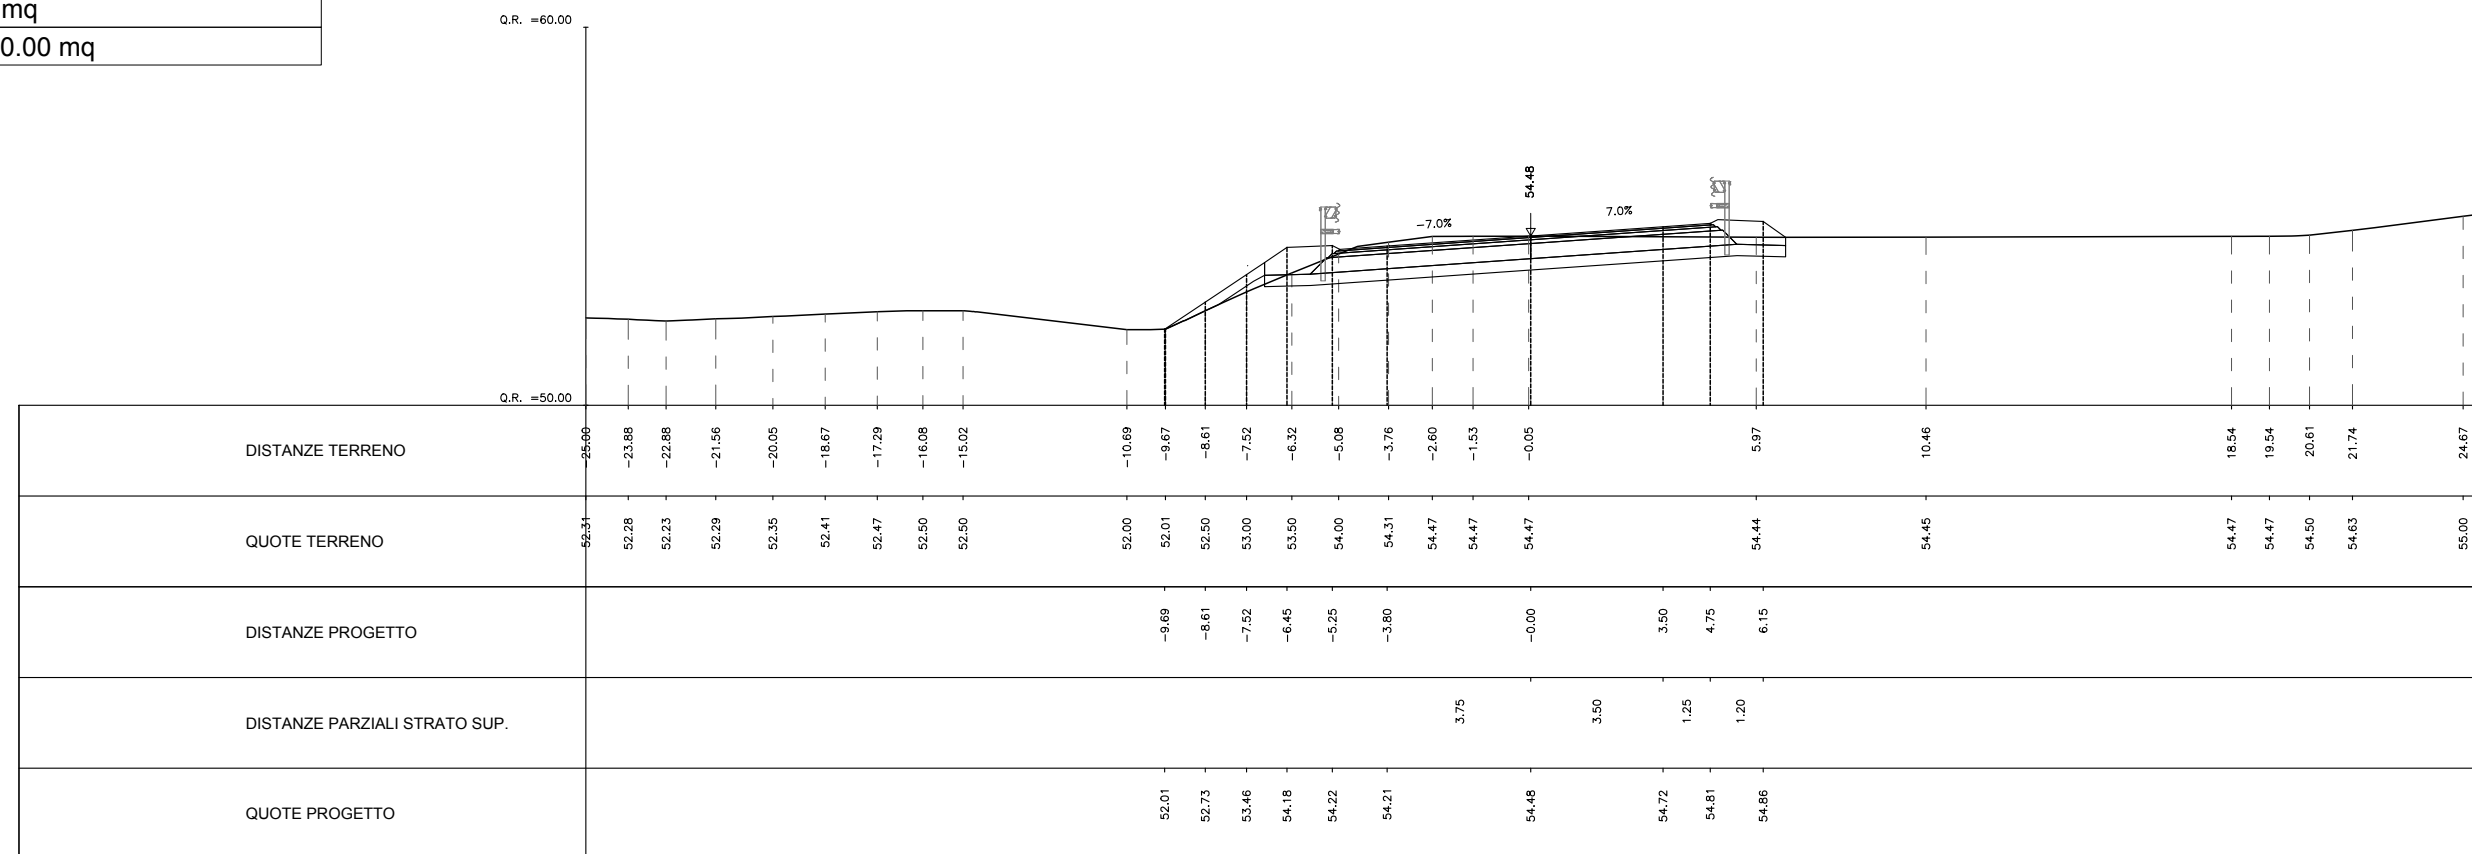 mq
0.00 mq
Q.R. =60.00
54.48
-7.0%
7.0%
Q.R. =50.00
DISTANZE TERRENO
-25.00 -23.88 -22.88 -21.56 -20.05 -18.67 -17.29 -16.08 -15.02 -10.69 -9.67 -8.61 -7.52 -6.32 -5.08 -3.76 -2.60 -1.53 -0.05 5.97 10.46 18.54 19.54 20.61 21.74 24.67
QUOTE TERRENO
52.31 52.28 52.23 52.29 52.35 52.41 52.47 52.50 52.50 52.00 52.01 52.50 53.00 53.50 54.00 54.31 54.47 54.47 54.47 54.44 54.45 54.47 54.47 54.50 54.63 55.00
DISTANZE PROGETTO
-9.69 -8.61 -7.52 -6.45 -5.25 -3.80 -0.00 3.50 4.75 6.15
DISTANZE PARZIALI STRATO SUP.
3.75 3.50 1.25 1.20
QUOTE PROGETTO
52.01 52.73 53.46 54.18 54.22 54.21 54.48 54.72 54.81 54.86